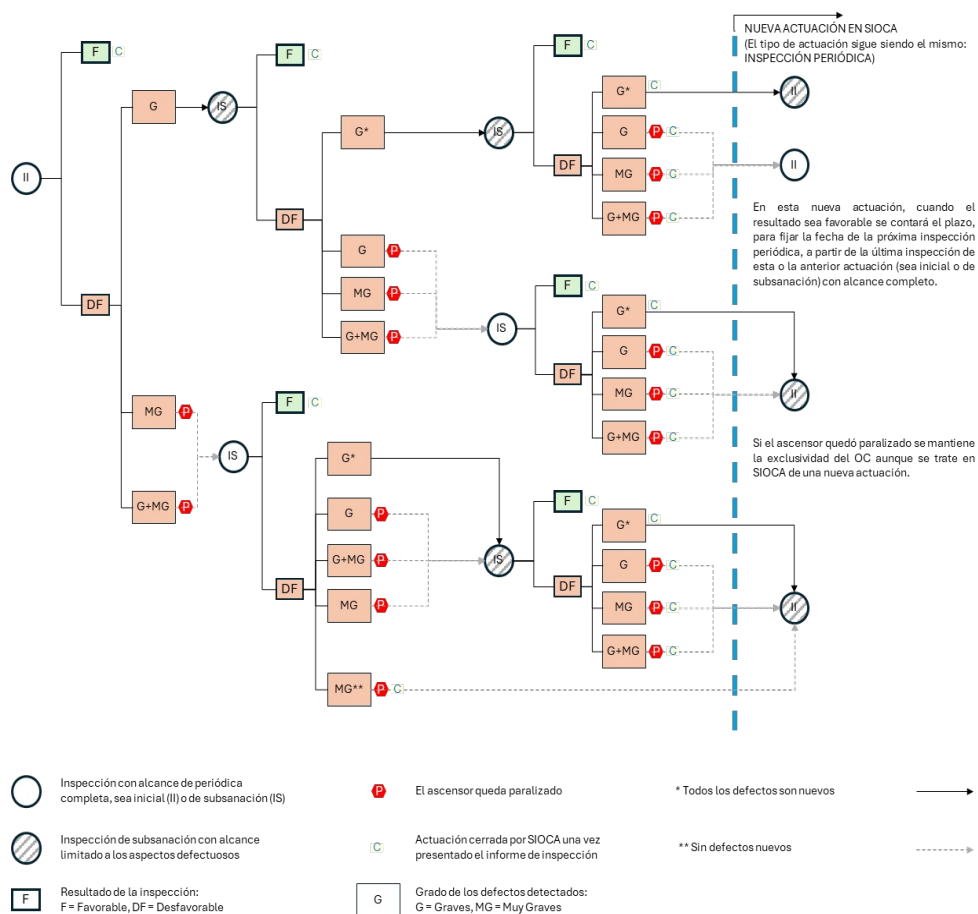 NUEVA ACTUACIÓN EN SIOCA
(El tipo de actuación sigue siendo el mismo:
INSPECCIÓN PERIÓDICA)
F C
F C
F C
G
IS
G*
IS
G* C
II
G P C
II
DF
MG P C
II
G+MG P C
DF
G P
MG P
G+MG P
IS
F C
G* C
DF
G P C
MG P C
II
G+MG P C
En esta nueva actuación, cuando el
resultado sea favorable se contará el plazo,
para fijar la fecha de la próxima inspección
periódica, a partir de la última inspección de
esta o la anterior actuación (sea inicial o de
subsanación) con alcance completo.
DF
MG P
G+MG P
IS
F C
G*
G P
G+MG P
DF
MG P
MG** P C
IS
F C
G* C
G P C
DF
MG P C
II
G+MG P C
Si el ascensor quedó paralizado se mantiene
la exclusividad del OC aunque se trate en
SIOCA de una nueva actuación.
Inspección con alcance de periódica
completa, sea inicial (II) o de subsanación (IS)
P El ascensor queda paralizado
* Todos los defectos son nuevos
Inspección de subsanación con alcance
limitado a los aspectos defectuosos
C Actuación cerrada por SIOCA una vez
presentado el informe de inspección
** Sin defectos nuevos
F Resultado de la inspección:
F = Favorable, DF = Desfavorable
G Grado de los defectos detectados:
G = Graves, MG = Muy Graves